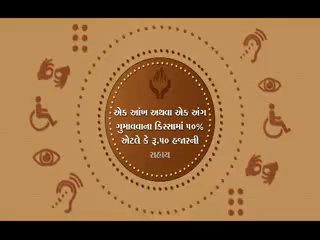 એક આંખ અથવા એક અંગ
ગુમાવવાના કિસ્સામાં ૫૦%
એટલે કે રૂ.૫૦ હજારની
સહાય